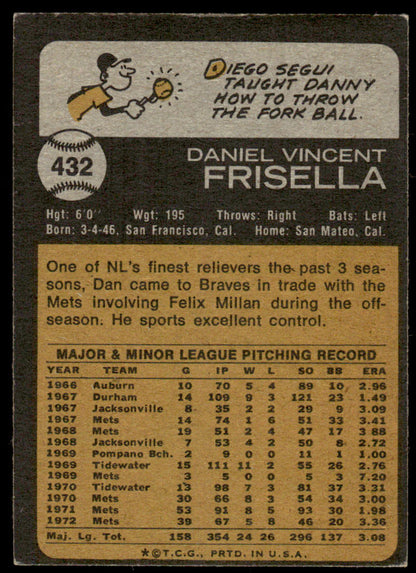 DIEGO SEGUI
TAUGHT DANNY
HOW TO THROW
THE FORK BALL.
432
DANIEL VINCENT
FRISELLA
Hgt: 6'0" Wgt: 195 Throws: Right Bats: Left
Born: 3-4-46, San Francisco, Cal. Home: San Mateo, Cal.
One of NL's finest relievers the past 3 sea-
sons, Dan came to Braves in trade with the
Mets involving Felix Millan during the off-
season. He sports excellent control.
MAJOR & MINOR LEAGUE PITCHING RECORD
YEAR TEAM G IP W L SO BB ERA
1966 Auburn 10 70 5 4 89 10 2.96
1967 Durham 14 109 9 3 121 23 1.49
1967 Jacksonville 8 35 2 2 29 9 3.09
1967 Mets 14 74 1 6 51 33 3.41
1968 Mets 19 51 2 4 47 17 3.88
1968 Jacksonville 7 53 4 2 50 8 2.72
1969 Pompano Bch. 2 9 0 0 11 1 1.00
1969 Tidewater 15 111 11 2 55 26 2.76
1969 Mets 3 5 0 0 5 3 7.20
1970 Tidewater 13 98 7 3 81 37 3.31
1970 Mets 30 66 8 3 54 34 3.00
1971 Mets 53 91 8 5 93 30 1.98
1972 Mets 39 67 5 8 46 20 3.36
Maj. Lg. Tot. 158 354 24 26 296 137 3.08
*©T.C.G., PRTD. IN U.S.A.